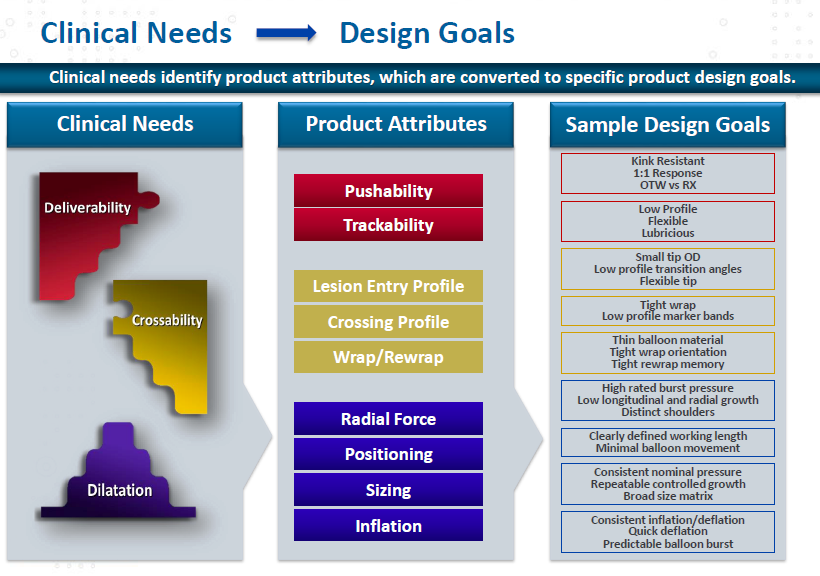 Clinical Needs → Design Goals
Clinical needs identify product attributes, which are converted to specific product design goals.
Clinical Needs
Deliverability
Crossability
Dilatation
Product Attributes
Pushability
Trackability
Lesion Entry Profile
Crossing Profile
Wrap/Rewrap
Radial Force
Positioning
Sizing
Inflation
Sample Design Goals
Kink Resistant
1:1 Response
OTW vs RX
Low Profile
Flexible
Lubricious
Small tip OD
Low profile transition angles
Flexible tip
Tight wrap
Low profile marker bands
Thin balloon material
Tight wrap orientation
Tight rewrap memory
High rated burst pressure
Low longitudinal and radial growth
Distinct shoulders
Clearly defined working length
Minimal balloon movement
Consistent nominal pressure
Repeatable controlled growth
Broad size matrix
Consistent inflation/deflation
Quick deflation
Predictable balloon burst